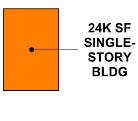 24K SF
SINGLE-
STORY
BLDG